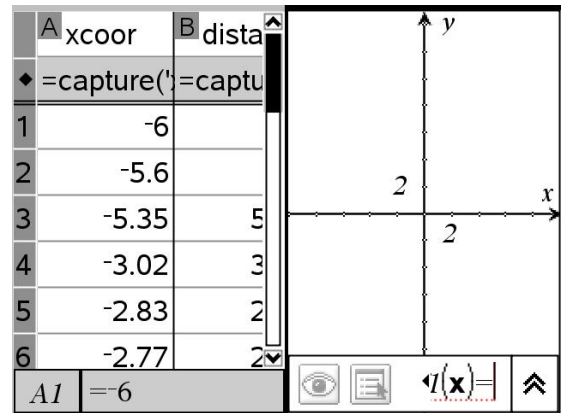 A xcoor B dista
◆ =capture(' =captu
1 ⁻6
2 ⁻5.6
3 ⁻5.35 5
4 ⁻3.02 3
5 ⁻2.83 2
6 ⁻2.77 2
A1 =⁻6
y
2 x
2
1(x)=